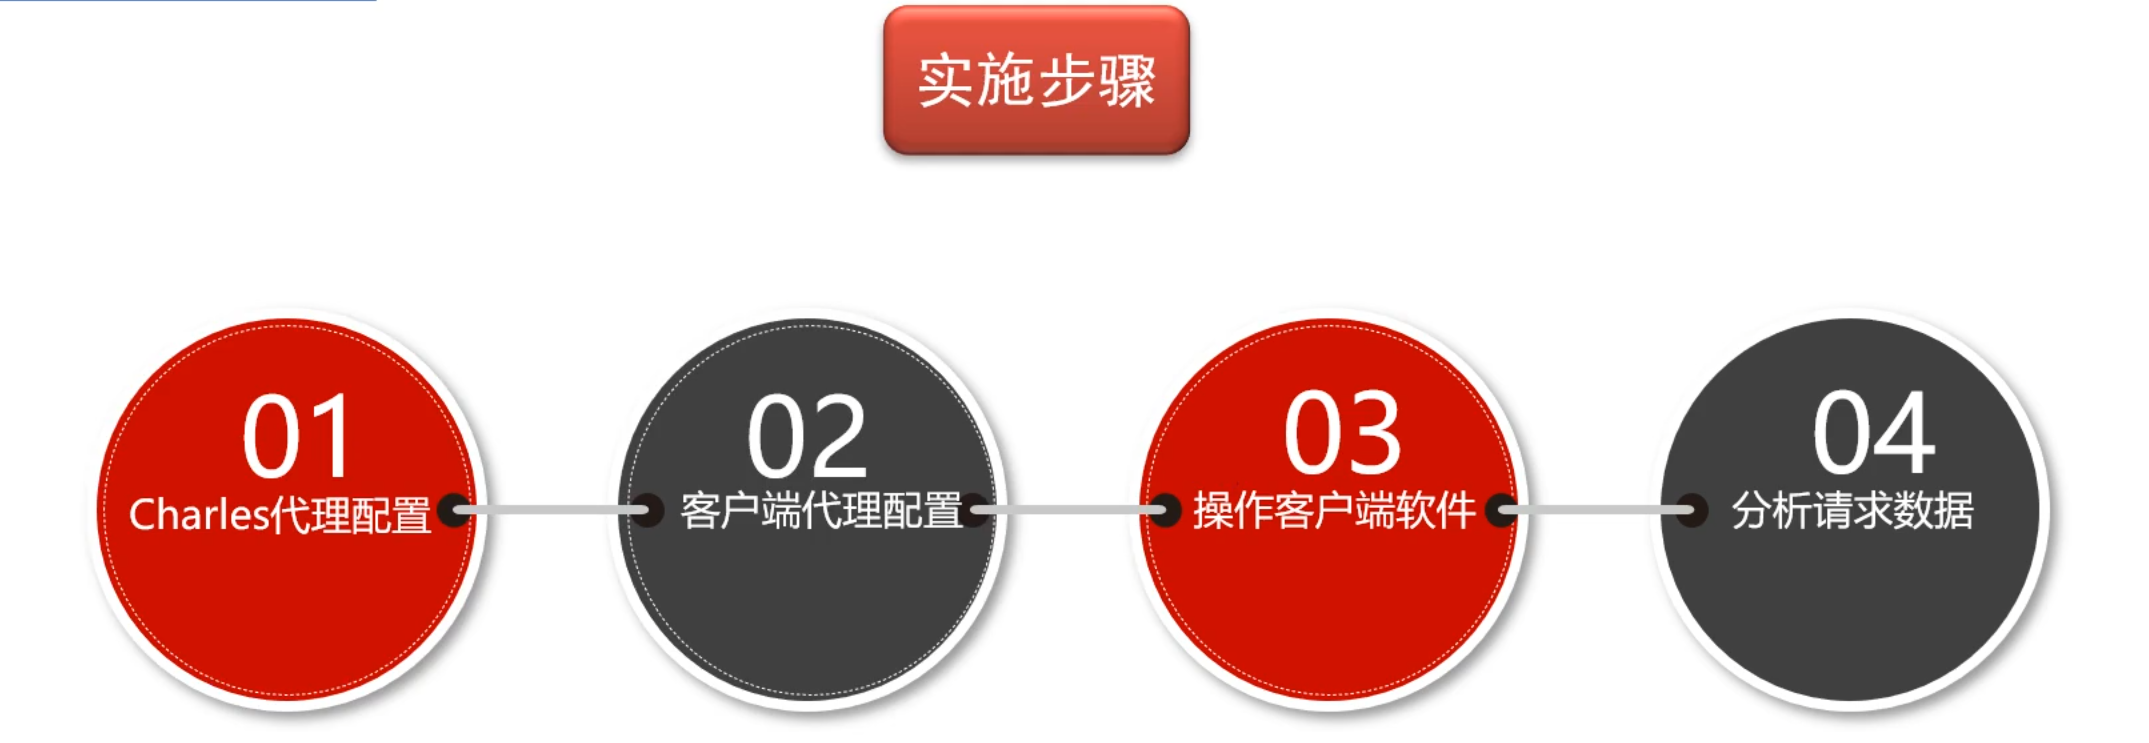 实施步骤
01
Charles代理配置
02
客户端代理配置
03
操作客户端软件
04
分析请求数据